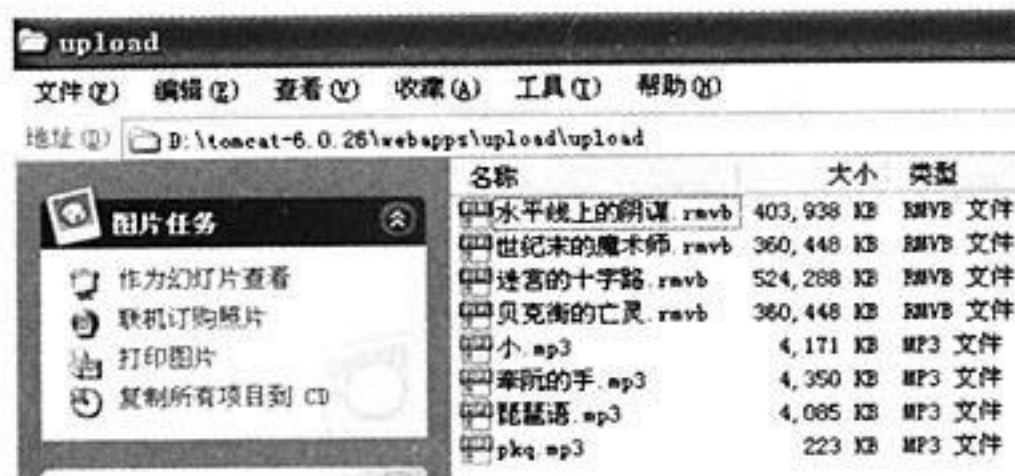 upload
文件(F) 编辑(E) 查看(V) 收藏(A) 工具(T) 帮助(H)
地址(D) D:\tomcat-6.0.26\webapps\upload\upload
名称 大小 类型
图片任务
作为幻灯片查看
联机订购照片
打印图片
复制所有项目到 CD
水平线上的阴谋.rmvb 403,938 KB RMVB 文件
世纪末的魔术师.rmvb 360,448 KB RMVB 文件
迷宫的十字路.rmvb 524,288 KB RMVB 文件
贝克街的亡灵.rmvb 360,448 KB RMVB 文件
小.mp3 4,171 KB MP3 文件
的手.mp3 4,350 KB MP3 文件
琵琶语.mp3 4,085 KB MP3 文件
pkq.mp3 223 KB MP3 文件